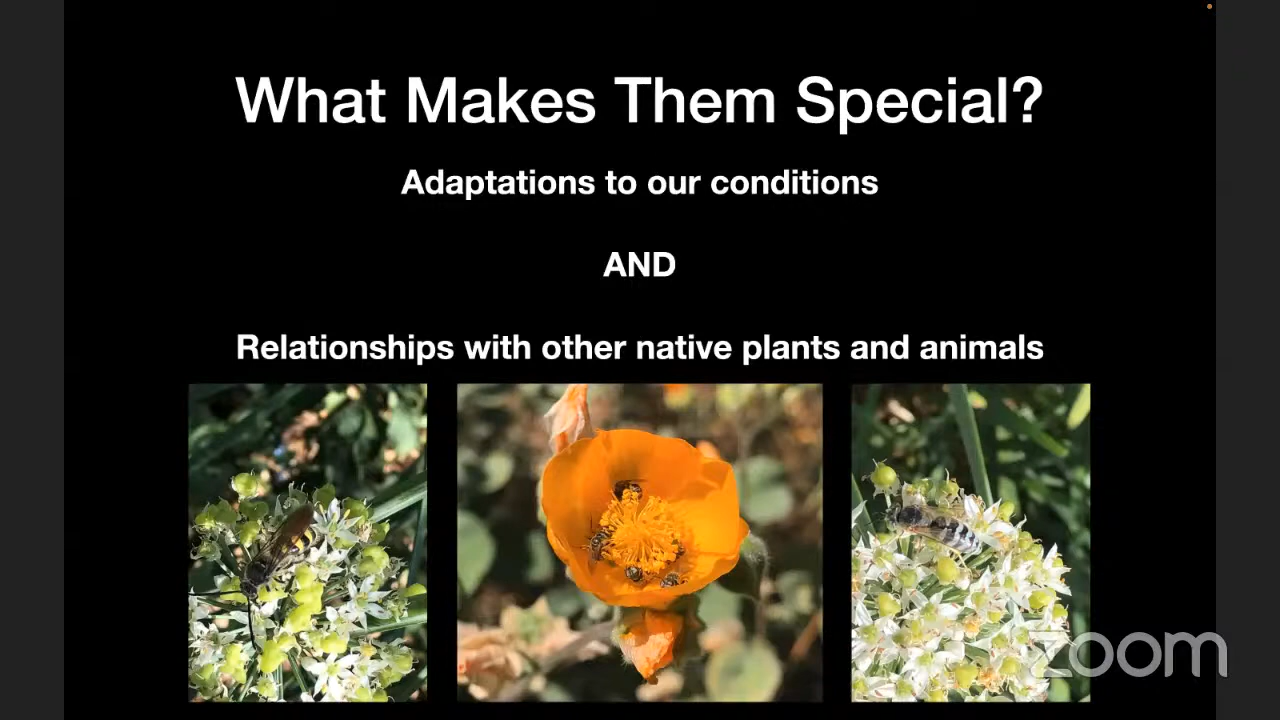 What Makes Them Special?
Adaptations to our conditions
AND
Relationships with other native plants and animals
zoom